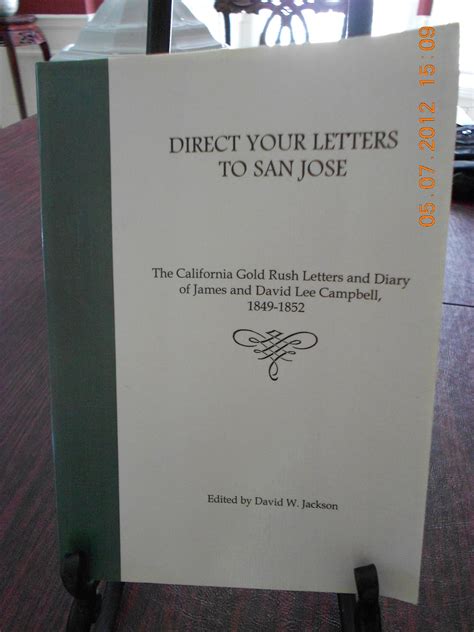 DIRECT YOUR LETTERS
TO SAN JOSE
The California Gold Rush Letters and Diary
of James and David Lee Campbell,
1849-1852
Edited by David W. Jackson
05.07.2012 15:09